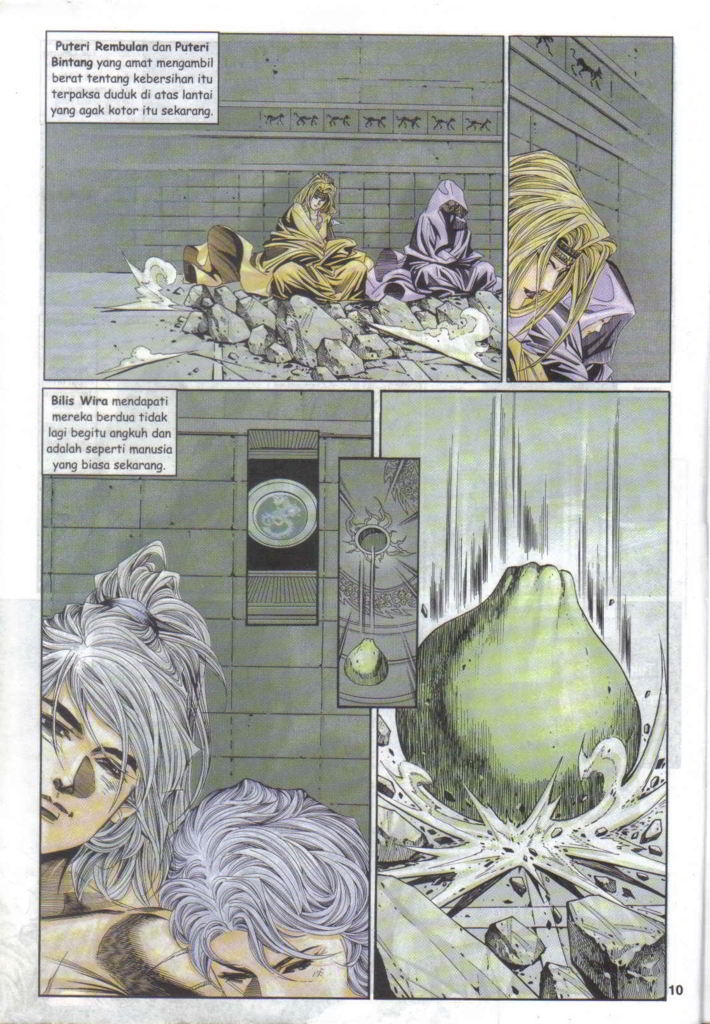 Puteri Rembulan dan Puteri
Bintang yang amat mengambil
berat tentang kebersihan itu
terpaksa duduk di atas lantai
yang agak kotor itu sekarang.
Bilis Wira mendapati
mereka berdua tidak
lagi begitu angkuh dan
adalah seperti manusia
yang biasa sekarang.
10